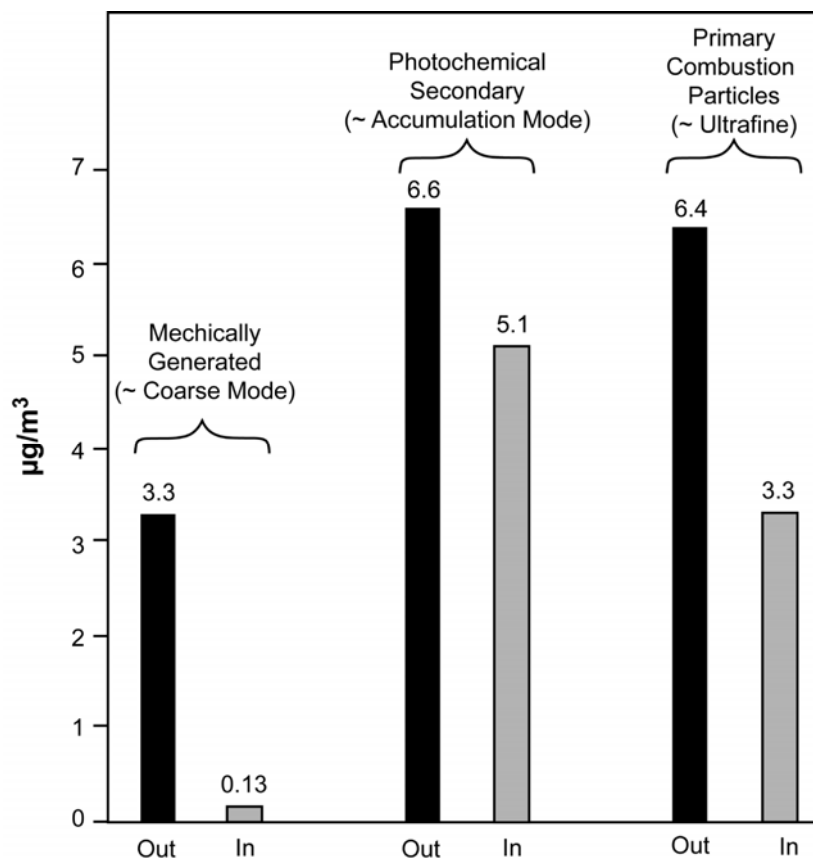 Primary
Combustion
Particles
(~ Ultrafine)
Photochemical
Secondary
(~ Accumulation Mode)
Mechically
Generated
(~ Coarse Mode)
µg/m³
7
6
5
4
3
2
1
0
3.3
0.13
6.6
5.1
6.4
3.3
Out In Out In Out In